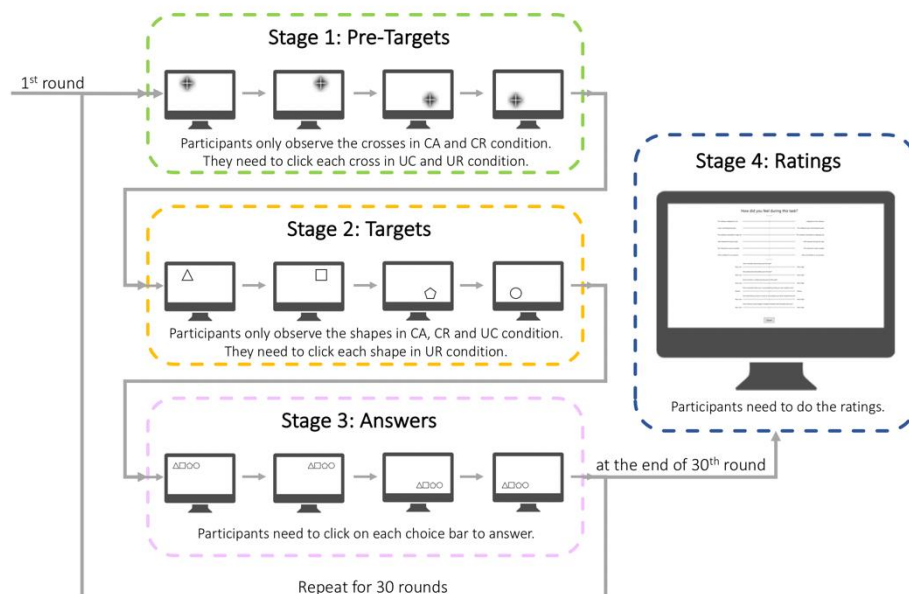 Stage 1: Pre-Targets
1st round
Participants only observe the crosses in CA and CR condition.
They need to click each cross in UC and UR condition.
Stage 2: Targets
Participants only observe the shapes in CA, CR and UC condition.
They need to click each shape in UR condition.
Stage 3: Answers
Participants need to click on each choice bar to answer.
Repeat for 30 rounds
at the end of 30th round
Stage 4: Ratings
How did you feel during the task?
Participants need to do the ratings.